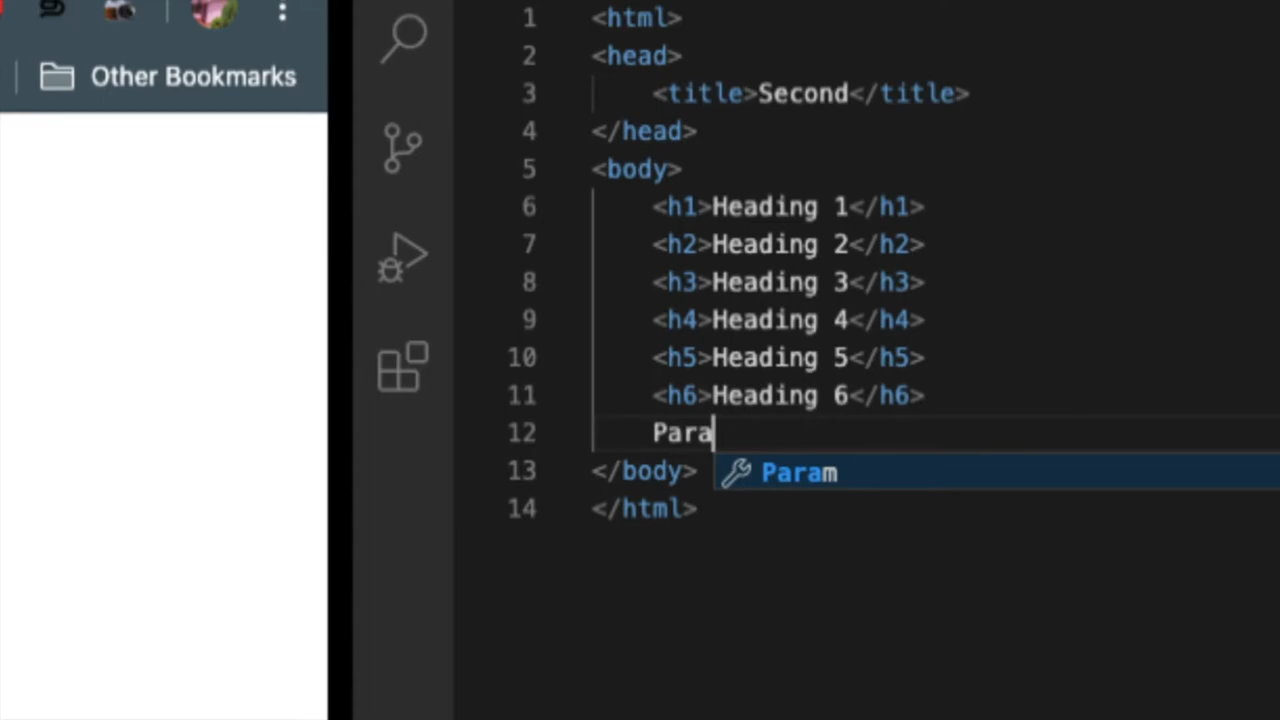 Other Bookmarks
1 <html>
2 <head>
3 <title>Second</title>
4 </head>
5 <body>
6 <h1>Heading 1</h1>
7 <h2>Heading 2</h2>
8 <h3>Heading 3</h3>
9 <h4>Heading 4</h4>
10 <h5>Heading 5</h5>
11 <h6>Heading 6</h6>
12 Para
13 </body>
Param
14 </html>